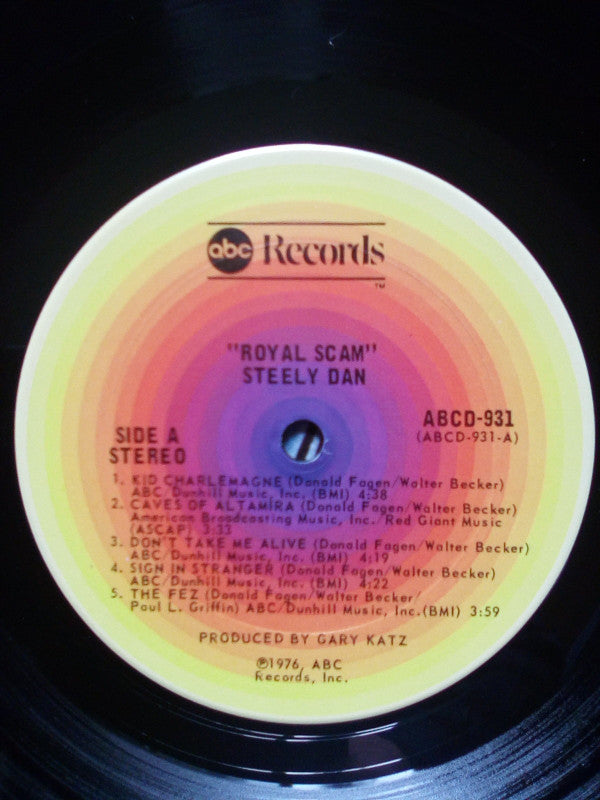 abc Records
™
"ROYAL SCAM"
STEELY DAN
ABCD-931
(ABCD-931-A)
SIDE A
STEREO
1. KID CHARLEMAGNE (Donald Fagen/Walter Becker)
ABC/Dunhill Music, Inc. (BMI) 4:38
2. CAVES OF ALTAMIRA (Donald Fagen/Walter Becker)
American Broadcasting Music, Inc./Red Giant Music
(ASCAP) 3:33
3. DON'T TAKE ME ALIVE (Donald Fagen/Walter Becker)
ABC/Dunhill Music, Inc. (BMI) 4:19
4. SIGN IN STRANGER (Donald Fagen/Walter Becker)
ABC/Dunhill Music, Inc. (BMI) 4:22
5. THE FEZ (Donald Fagen/Walter Becker/
Paul L. Griffin) ABC/Dunhill Music, Inc.(BMI) 3:59
PRODUCED BY GARY KATZ
℗1976, ABC
Records, Inc.